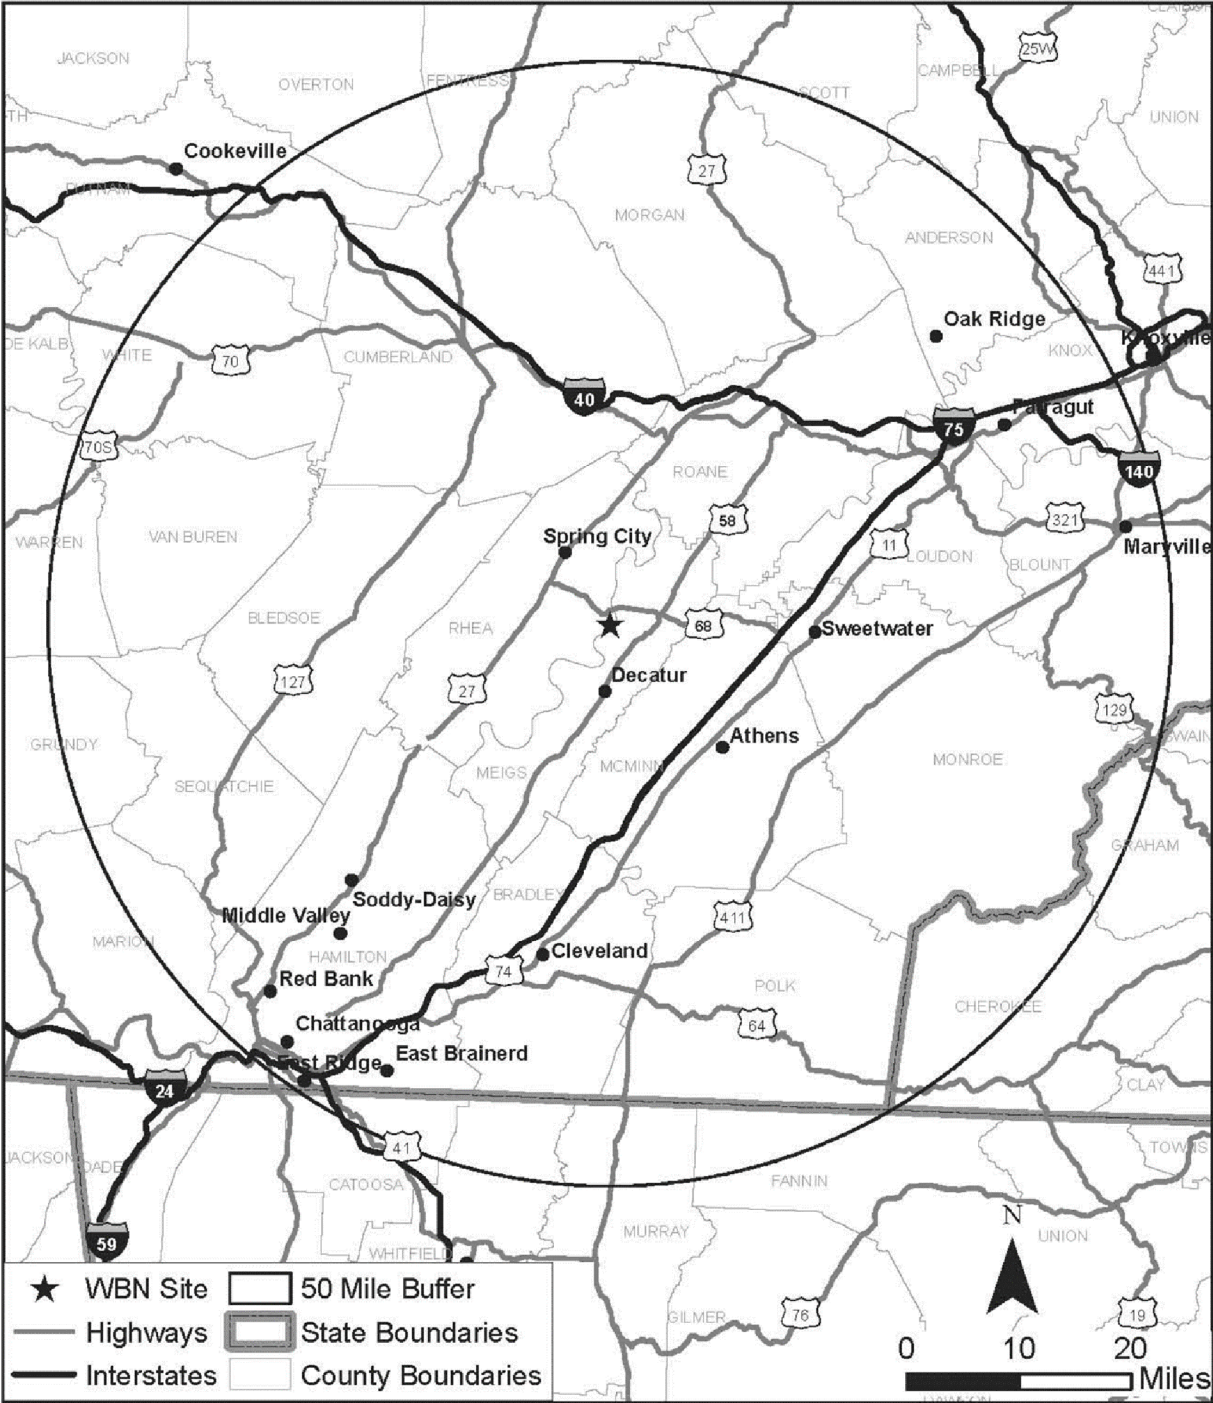 CLAIBORNE
25W
JACKSON
OVERTON
FENTRESS
CAMPBELL
SCOTT
TH
UNION
Cookeville
27
PUTNAM
MORGAN
ANDERSON
441
Oak Ridge
DE KALB
WHITE
70
CUMBERLAND
KNOX
Knoxville
40
Farragut
75
70S
ROANE
140
58
321
Spring City
WARREN
VAN BUREN
11
LOUDON
BLOUNT
Maryville
BLEDSOE
RHEA
68
Sweetwater
127
27
Decatur
129
GRUNDY
Athens
SWAIN
SEQUATCHIE
MEIGS
MCMINN
MONROE
GRAHAM
Soddy-Daisy
BRADLEY
Middle Valley
411
MARION
HAMILTON
Cleveland
Red Bank
74
POLK
CHEROKEE
Chattanooga
64
East Ridge
East Brainerd
24
CLAY
41
JACKSON
DADE
TOWNS
CATOOSA
FANNIN
59
WHITFIELD
MURRAY
N
UNION
GILMER
76
19
WBN Site
50 Mile Buffer
Highways
State Boundaries
Interstates
County Boundaries
0 10 20
Miles
DAWSON